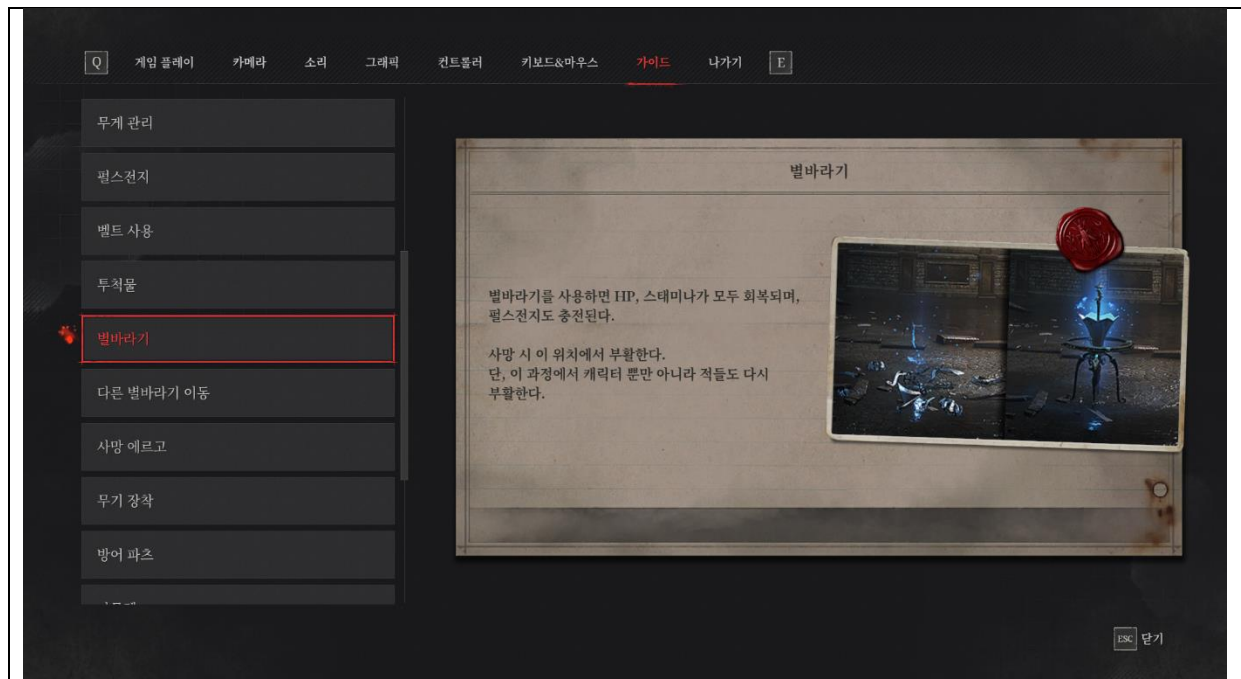 Q 게임 플레이 카메라 소리 그래픽 컨트롤러 키보드&마우스 가이드 나가기 E
무게 관리
펄스전지
벨트 사용
투척물
별바라기
다른 별바라기 이동
사망 에르고
무기 장착
방어 파츠
별바라기
별바라기를 사용하면 HP, 스태미나가 모두 회복되며,
펄스전지도 충전된다.
사망 시 이 위치에서 부활한다.
단, 이 과정에서 캐릭터 뿐만 아니라 적들도 다시
부활한다.
ESC 닫기